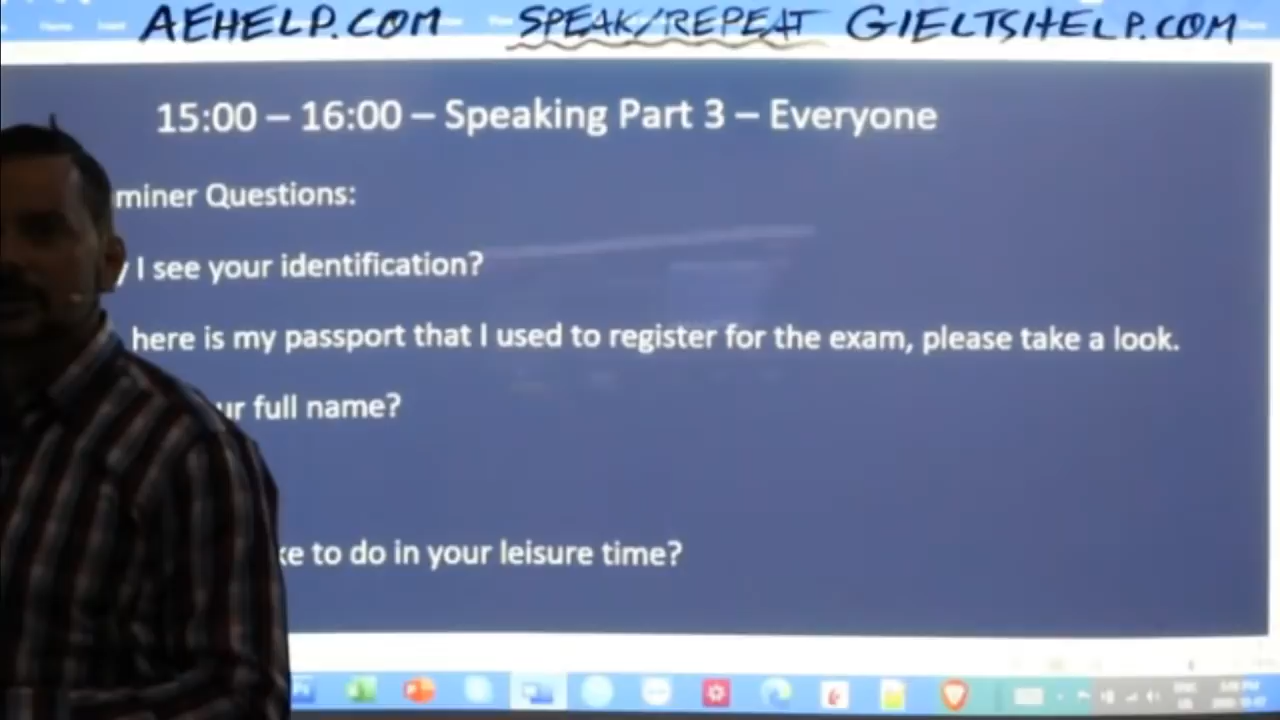 AEHELP.COM SPEAK/REPEAT GIELTSHELP.COM
15:00 – 16:00 – Speaking Part 3 – Everyone
miner Questions:
y I see your identification?
here is my passport that I used to register for the exam, please take a look.
ur full name?
ke to do in your leisure time?